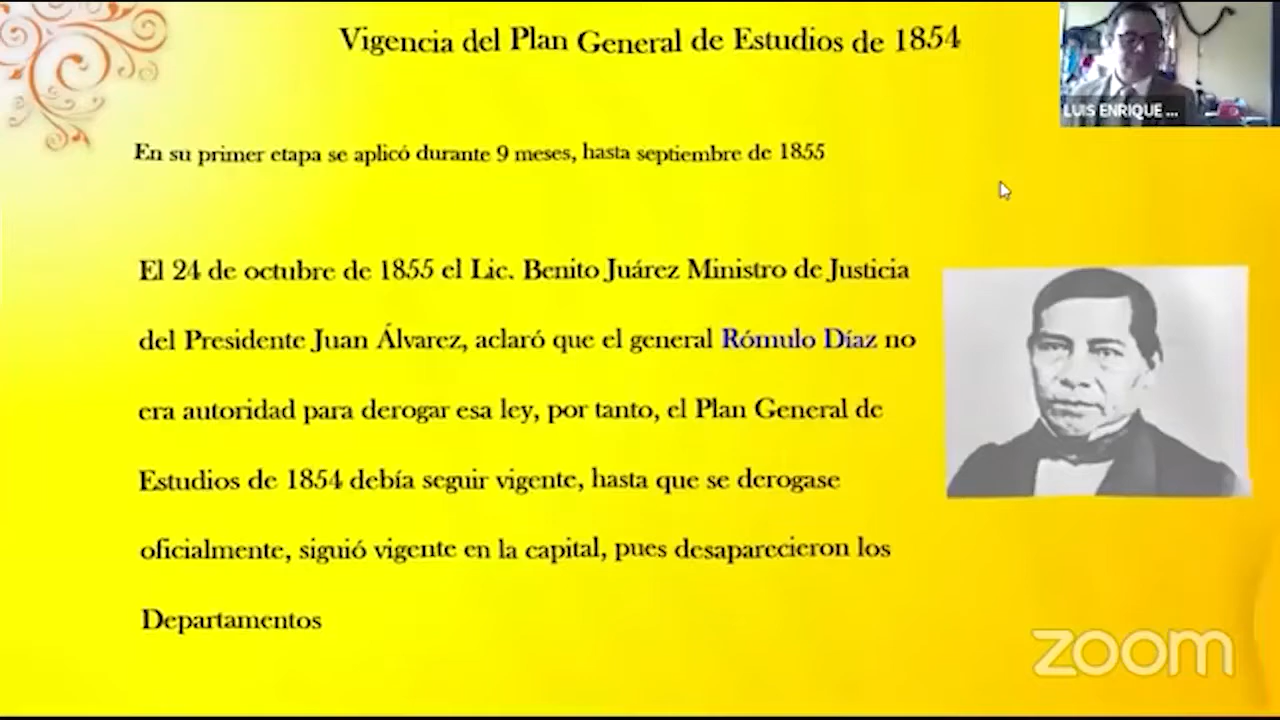 Vigencia del Plan General de Estudios de 1854
LUIS ENRIQUE ...
En su primer etapa se aplicó durante 9 meses, hasta septiembre de 1855
El 24 de octubre de 1855 el Lic. Benito Juárez Ministro de Justicia
del Presidente Juan Álvarez, aclaró que el general Rómulo Díaz no
era autoridad para derogar esa ley, por tanto, el Plan General de
Estudios de 1854 debía seguir vigente, hasta que se derogase
oficialmente, siguió vigente en la capital, pues desaparecieron los
Departamentos
zoom